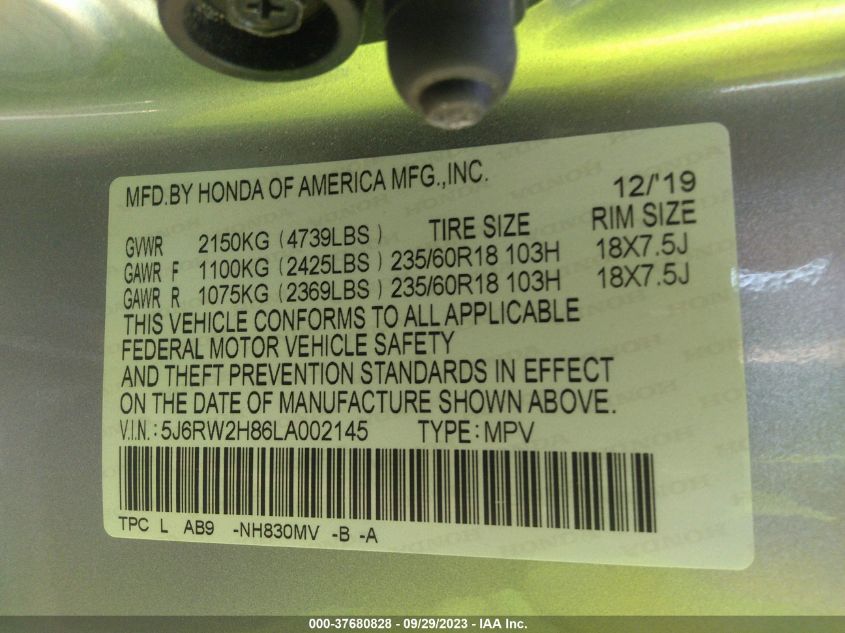 MFD.BY HONDA OF AMERICA MFG.,INC. 12/'19
GVWR 2150KG (4739LBS) TIRE SIZE RIM SIZE
GAWR F 1100KG (2425LBS) 235/60R18 103H 18X7.5J
GAWR R 1075KG (2369LBS) 235/60R18 103H 18X7.5J
THIS VEHICLE CONFORMS TO ALL APPLICABLE
FEDERAL MOTOR VEHICLE SAFETY
AND THEFT PREVENTION STANDARDS IN EFFECT
ON THE DATE OF MANUFACTURE SHOWN ABOVE.
V.I.N.: 5J6RW2H86LA002145 TYPE: MPV
TPC L AB9 -NH830MV -B -A
000-37680828 - 09/29/2023 - IAA Inc.